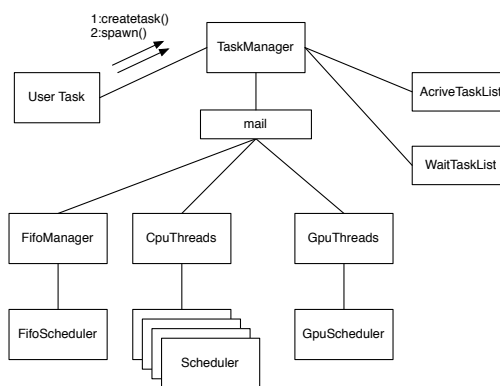 1:createtask()
2:spawn()
TaskManager
User Task
AcriveTaskList
mail
WaitTaskList
FifoManager
CpuThreads
GpuThreads
FifoScheduler
GpuScheduler
Scheduler